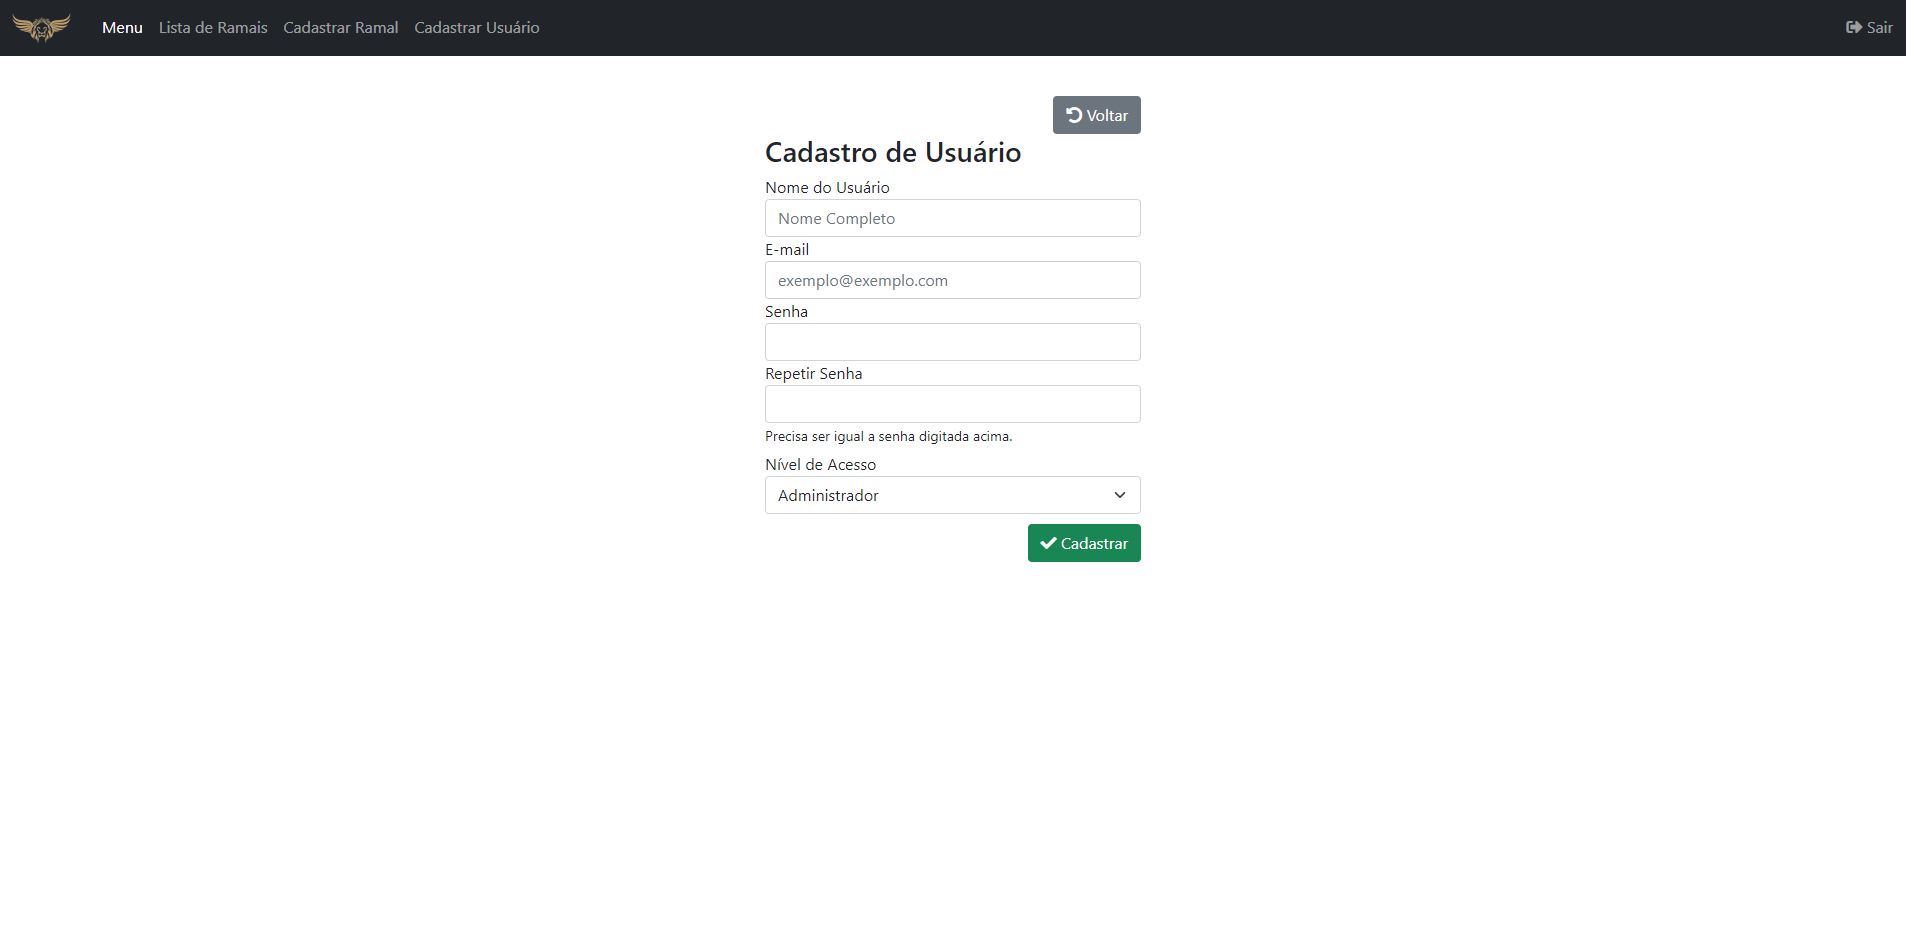 Menu Lista de Ramais Cadastrar Ramal Cadastrar Usuário Sair
Voltar
Cadastro de Usuário
Nome do Usuário
Nome Completo
E-mail
exemplo@exemplo.com
Senha
Repetir Senha
Precisa ser igual a senha digitada acima.
Nível de Acesso
Administrador
Cadastrar